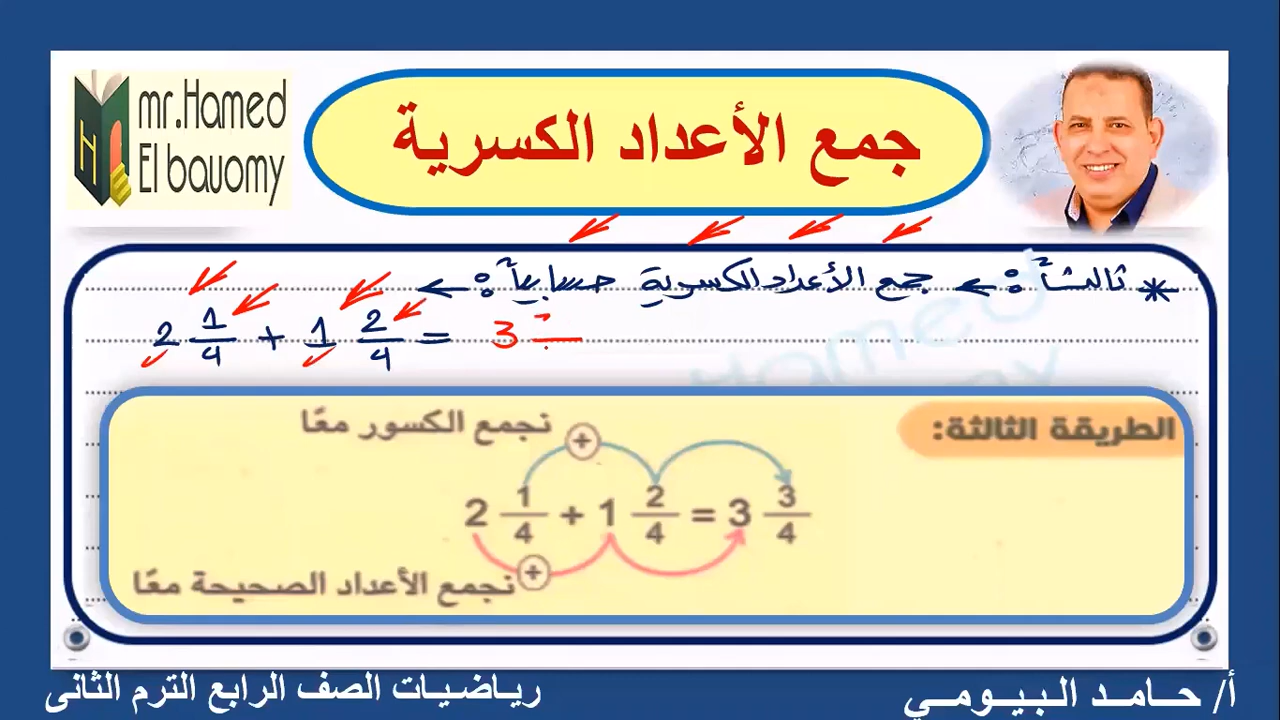 mr.Hamed
El bauomy
H
جمع الأعداد الكسرية
* ثالثاً : ← جمع الأعداد الكسرية حسابياً : ←
2 1/4 + 1 2/4 = 3
الطريقة الثالثة:
نجمع الكسور معًا
+
2 1/4 + 1 2/4 = 3 3/4
+
نجمع الأعداد الصحيحة معًا
أ/ حامد البيومي
رياضيات الصف الرابع الترم الثانى